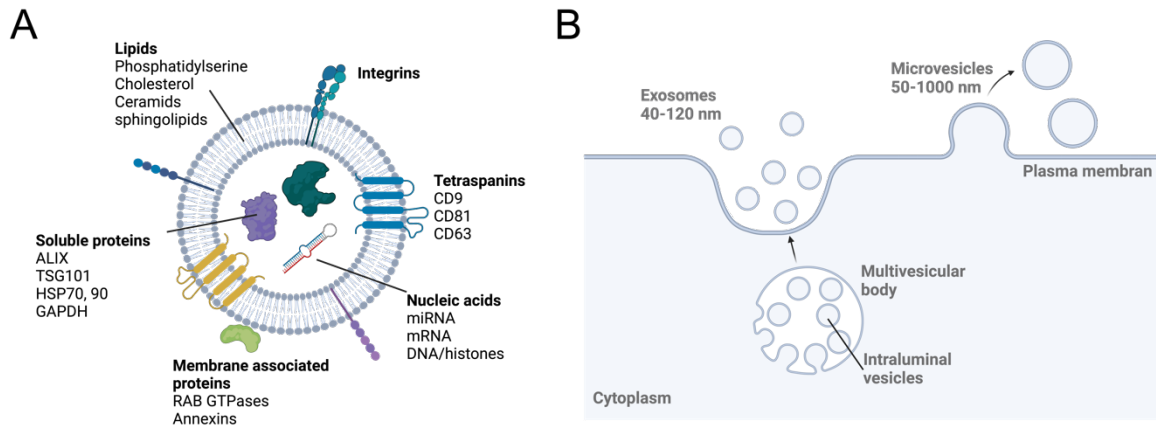 A
Lipids
Phosphatidylserine
Cholesterol
Ceramids
sphingolipids
Integrins
Tetraspanins
CD9
CD81
CD63
Soluble proteins
ALIX
TSG101
HSP70, 90
GAPDH
Nucleic acids
miRNA
mRNA
DNA/histones
Membrane associated
proteins
RAB GTPases
Annexins
B
Exosomes
40-120 nm
Microvesicles
50-1000 nm
Plasma membran
Multivesicular
body
Intraluminal
vesicles
Cytoplasm